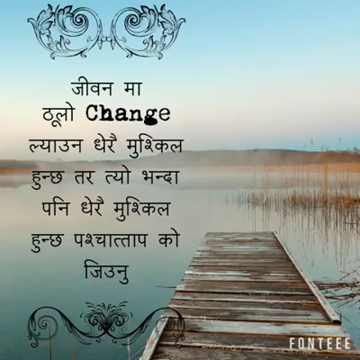 जीवन मा
ठूलो Change
ल्याउन धेरै मुश्किल
हुन्छ तर त्यो भन्दा
पनि धेरै मुश्किल
हुन्छ पश्चात्ताप को
जिउनु
FONTEEE